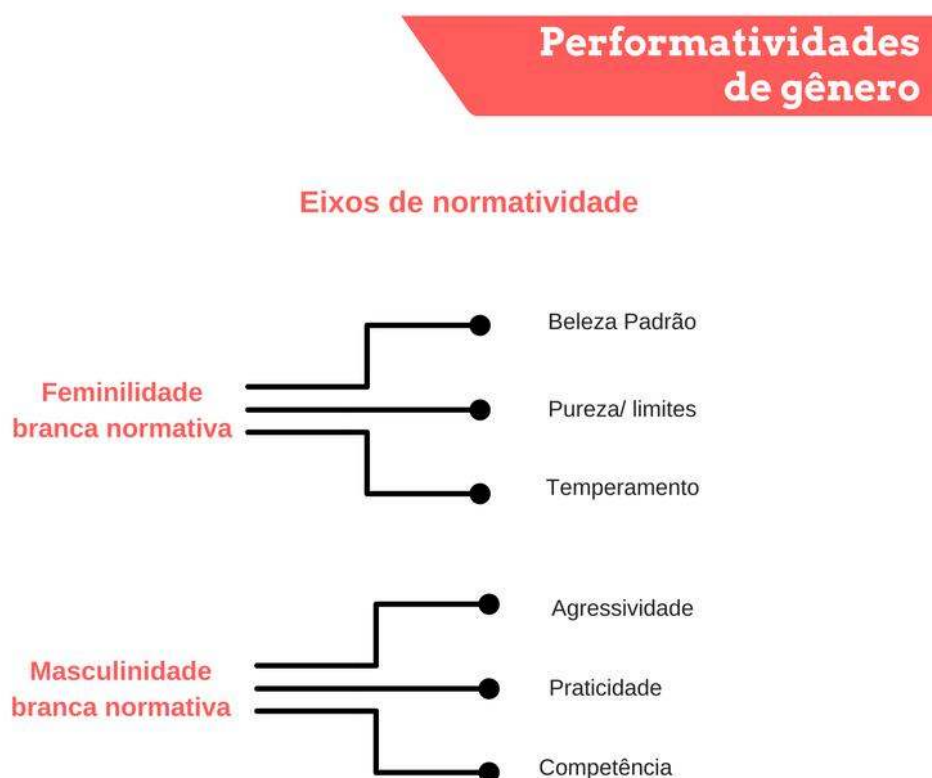 Performatividades
de gênero
Eixos de normatividade
Feminilidade
branca normativa
Beleza Padrão
Pureza/ limites
Temperamento
Masculinidade
branca normativa
Agressividade
Praticidade
Competência